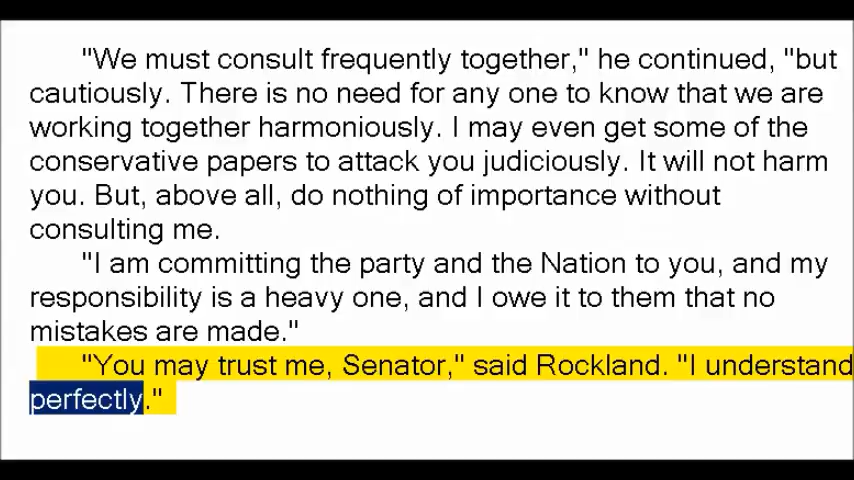 "We must consult frequently together," he continued, "but
cautiously. There is no need for any one to know that we are
working together harmoniously. I may even get some of the
conservative papers to attack you judiciously. It will not harm
you. But, above all, do nothing of importance without
consulting me.
"I am committing the party and the Nation to you, and my
responsibility is a heavy one, and I owe it to them that no
mistakes are made."
"You may trust me, Senator," said Rockland. "I understand
perfectly."